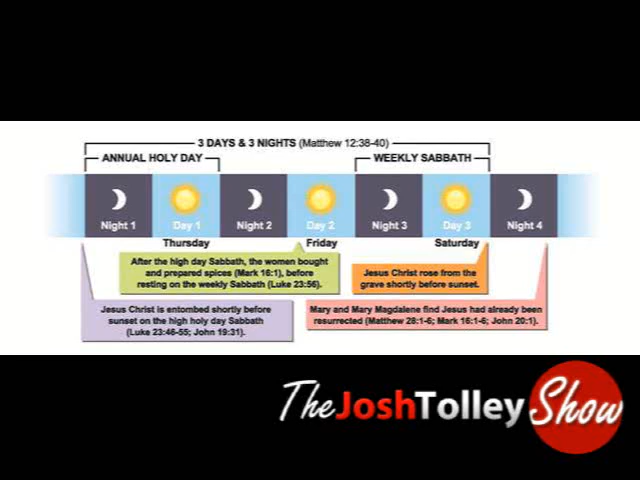 3 DAYS & 3 NIGHTS (Matthew 12:38-40)
ANNUAL HOLY DAY
WEEKLY SABBATH
Night 1
Day 1
Night 2
Day 2
Night 3
Day 3
Night 4
Thursday
Friday
Saturday
After the high day Sabbath, the women bought
and prepared spices (Mark 16:1), before
resting on the weekly Sabbath (Luke 23:56).
Jesus Christ rose from the
grave shortly before sunset.
Jesus Christ is entombed shortly before
sunset on the high holy day Sabbath
(Luke 23:46-55; John 19:31).
Mary and Mary Magdalene find Jesus had already been
resurrected (Matthew 28:1-6; Mark 16:1-6; John 20:1).
The JoshTolley Show